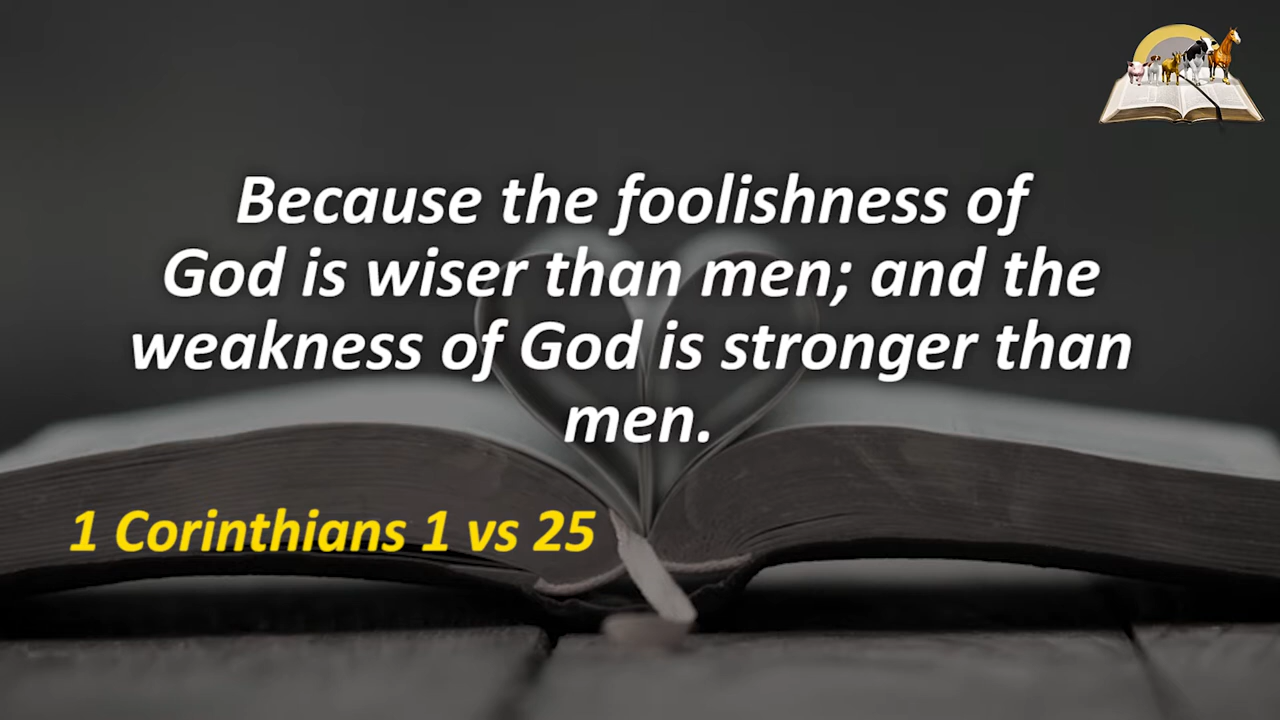 Because the foolishness of
God is wiser than men; and the
weakness of God is stronger than
men.
1 Corinthians 1 vs 25